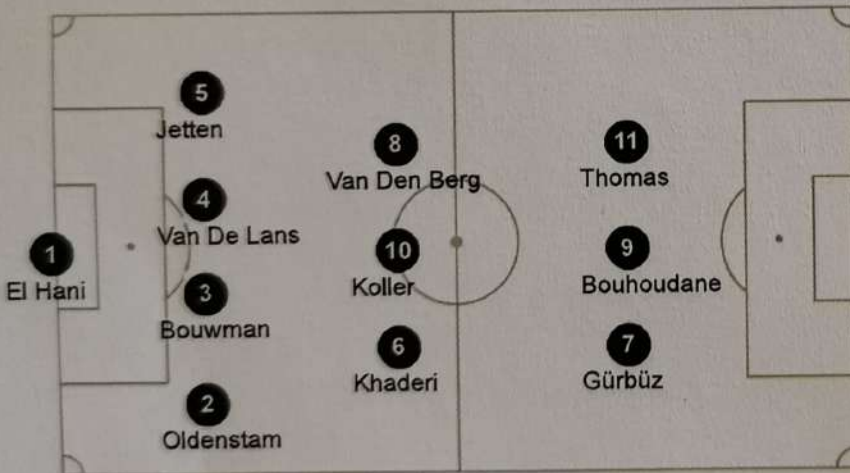 5
Jetten
8
Van Den Berg
11
Thomas
4
Van De Lans
1
El Hani
10
Koller
9
Bouhoudane
3
Bouwman
6
Khaderi
7
Gürbüz
2
Oldenstam